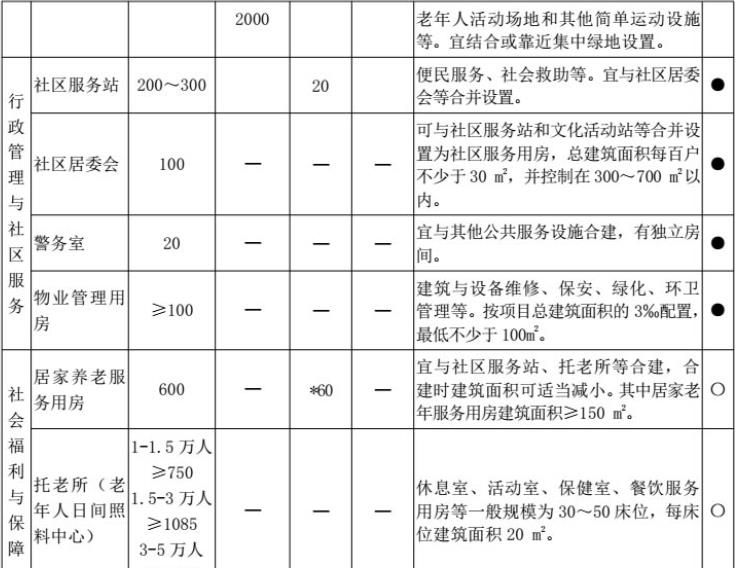 2000
老年人活动场地和其他简单运动设施
等。宜结合或靠近集中绿地设置。
行政管理与社区服务
社区服务站
200～300
20
便民服务、社会救助等。宜与社区居委
会等合并设置。
●
社区居委会
100
—
—
—
可与社区服务站和文化活动站等合并设
置为社区服务用房，总建筑面积每百户
不少于 30 ㎡，并控制在 300～700 ㎡以
内。
●
警务室
20
—
—
—
宜与其他公共服务设施合建，有独立房
间。
●
物业管理用
房
≥100
—
—
—
建筑与设备维修、保安、绿化、环卫
管理等。按项目总建筑面积的 3‰配置，
最低不少于 100㎡。
●
社会福利与保障
居家养老服
务用房
600
—
*60
—
宜与社区服务站、托老所等合建，合
建时建筑面积可适当减小。其中居家老
年服务用房建筑面积≥150 ㎡。
○
托老所（老
年人日间照
料中心）
1-1.5 万人
≥750
1.5-3 万人
≥1085
3-5 万人
—
—
—
休息室、活动室、保健室、餐饮服务
用房等一般规模为 30～50 床位，每床
位建筑面积 20 ㎡。
○